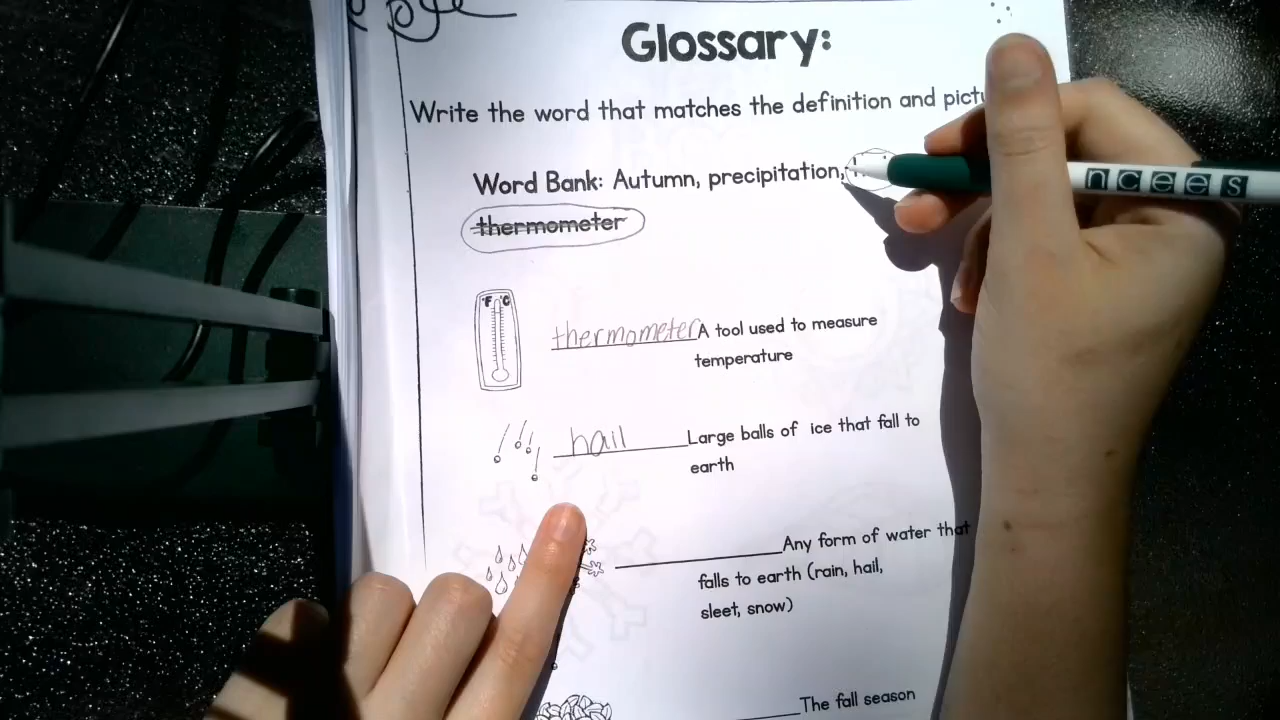 Glossary:
Write the word that matches the definition and
Word Bank: Autumn, precipitation,
thermometer
ncees
°F °C
thermometer A tool used to measure
temperature
hail Large balls of ice that fall to
earth
Any form of water that
falls to earth (rain, hail,
sleet, snow)
The fall season